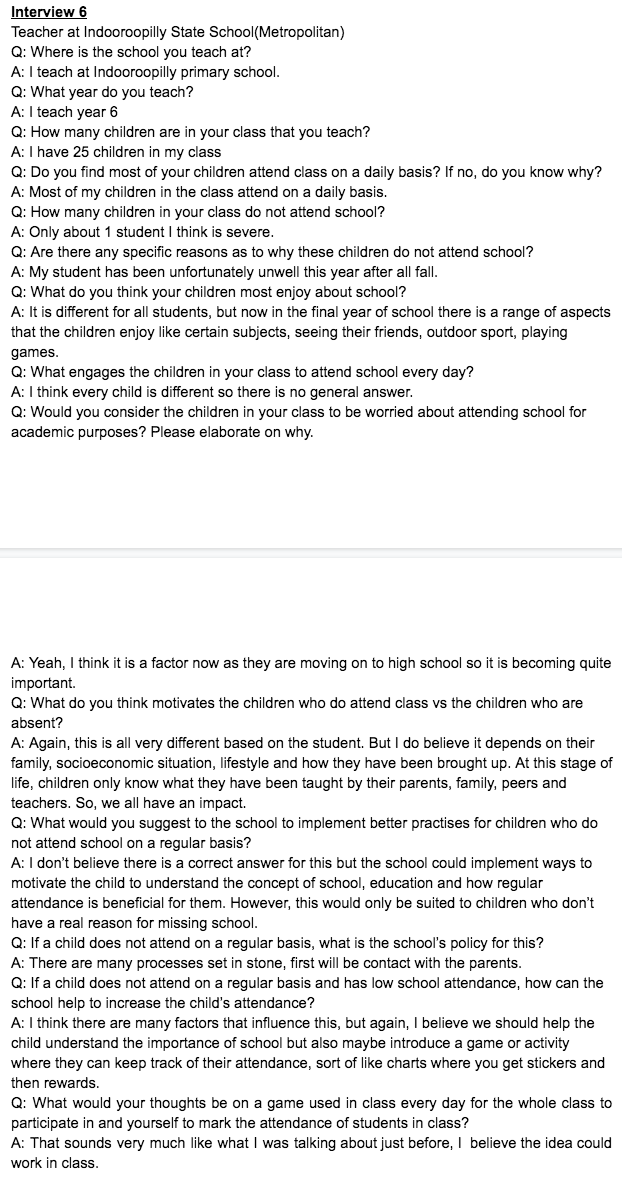 Interview 6
Teacher at Indooroopilly State School(Metropolitan)
Q: Where is the school you teach at?
A: I teach at Indooroopilly primary school.
Q: What year do you teach?
A: I teach year 6
Q: How many children are in your class that you teach?
A: I have 25 children in my class
Q: Do you find most of your children attend class on a daily basis? If no, do you know why?
A: Most of my children in the class attend on a daily basis.
Q: How many children in your class do not attend school?
A: Only about 1 student I think is severe.
Q: Are there any specific reasons as to why these children do not attend school?
A: My student has been unfortunately unwell this year after all fall.
Q: What do you think your children most enjoy about school?
A: It is different for all students, but now in the final year of school there is a range of aspects
that the children enjoy like certain subjects, seeing their friends, outdoor sport, playing
games.
Q: What engages the children in your class to attend school every day?
A: I think every child is different so there is no general answer.
Q: Would you consider the children in your class to be worried about attending school for
academic purposes? Please elaborate on why.
A: Yeah, I think it is a factor now as they are moving on to high school so it is becoming quite
important.
Q: What do you think motivates the children who do attend class vs the children who are
absent?
A: Again, this is all very different based on the student. But I do believe it depends on their
family, socioeconomic situation, lifestyle and how they have been brought up. At this stage of
life, children only know what they have been taught by their parents, family, peers and
teachers. So, we all have an impact.
Q: What would you suggest to the school to implement better practises for children who do
not attend school on a regular basis?
A: I don't believe there is a correct answer for this but the school could implement ways to
motivate the child to understand the concept of school, education and how regular
attendance is beneficial for them. However, this would only be suited to children who don't
have a real reason for missing school.
Q: If a child does not attend on a regular basis, what is the school's policy for this?
A: There are many processes set in stone, first will be contact with the parents.
Q: If a child does not attend on a regular basis and has low school attendance, how can the
school help to increase the child's attendance?
A: I think there are many factors that influence this, but again, I believe we should help the
child understand the importance of school but also maybe introduce a game or activity
where they can keep track of their attendance, sort of like charts where you get stickers and
then rewards.
Q: What would your thoughts be on a game used in class every day for the whole class to
participate in and yourself to mark the attendance of students in class?
A: That sounds very much like what I was talking about just before, I believe the idea could
work in class.